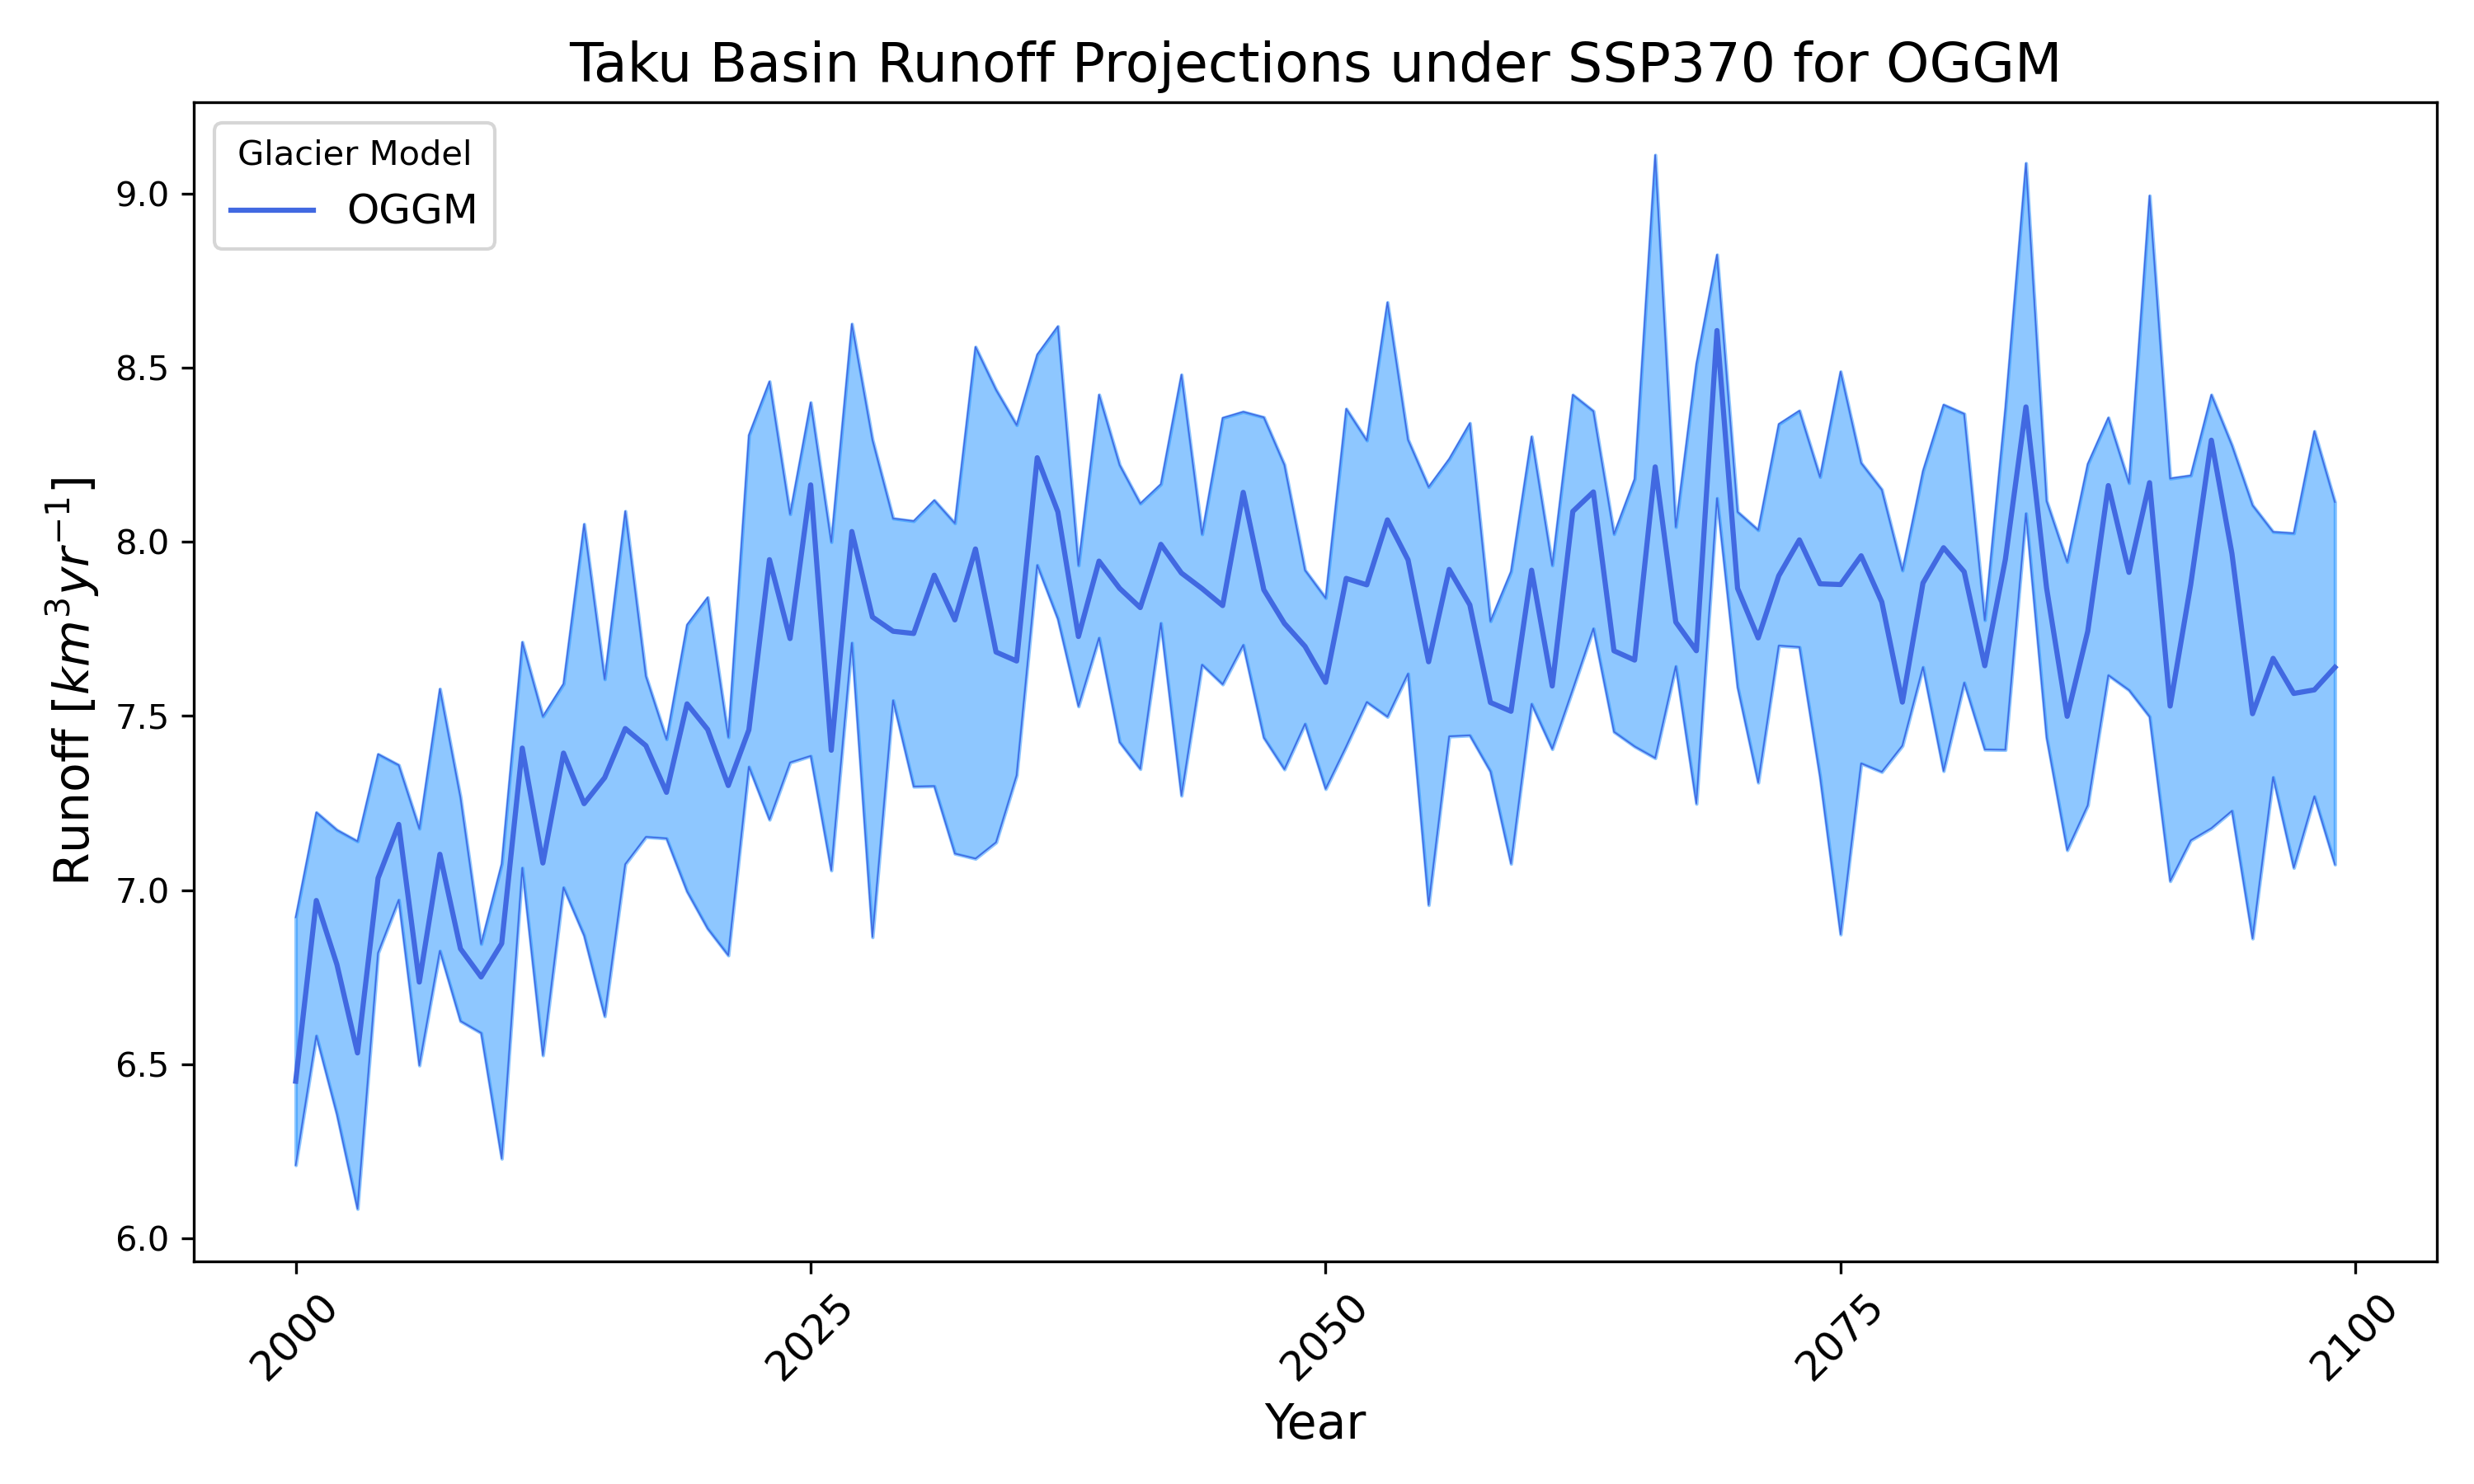 Taku Basin Runoff Projections under SSP370 for OGGM
Glacier Model
OGGM
9.0
8.5
8.0
7.5
7.0
6.5
6.0
Runoff [km³yr⁻¹]
2000
2025
2050
2075
2100
Year